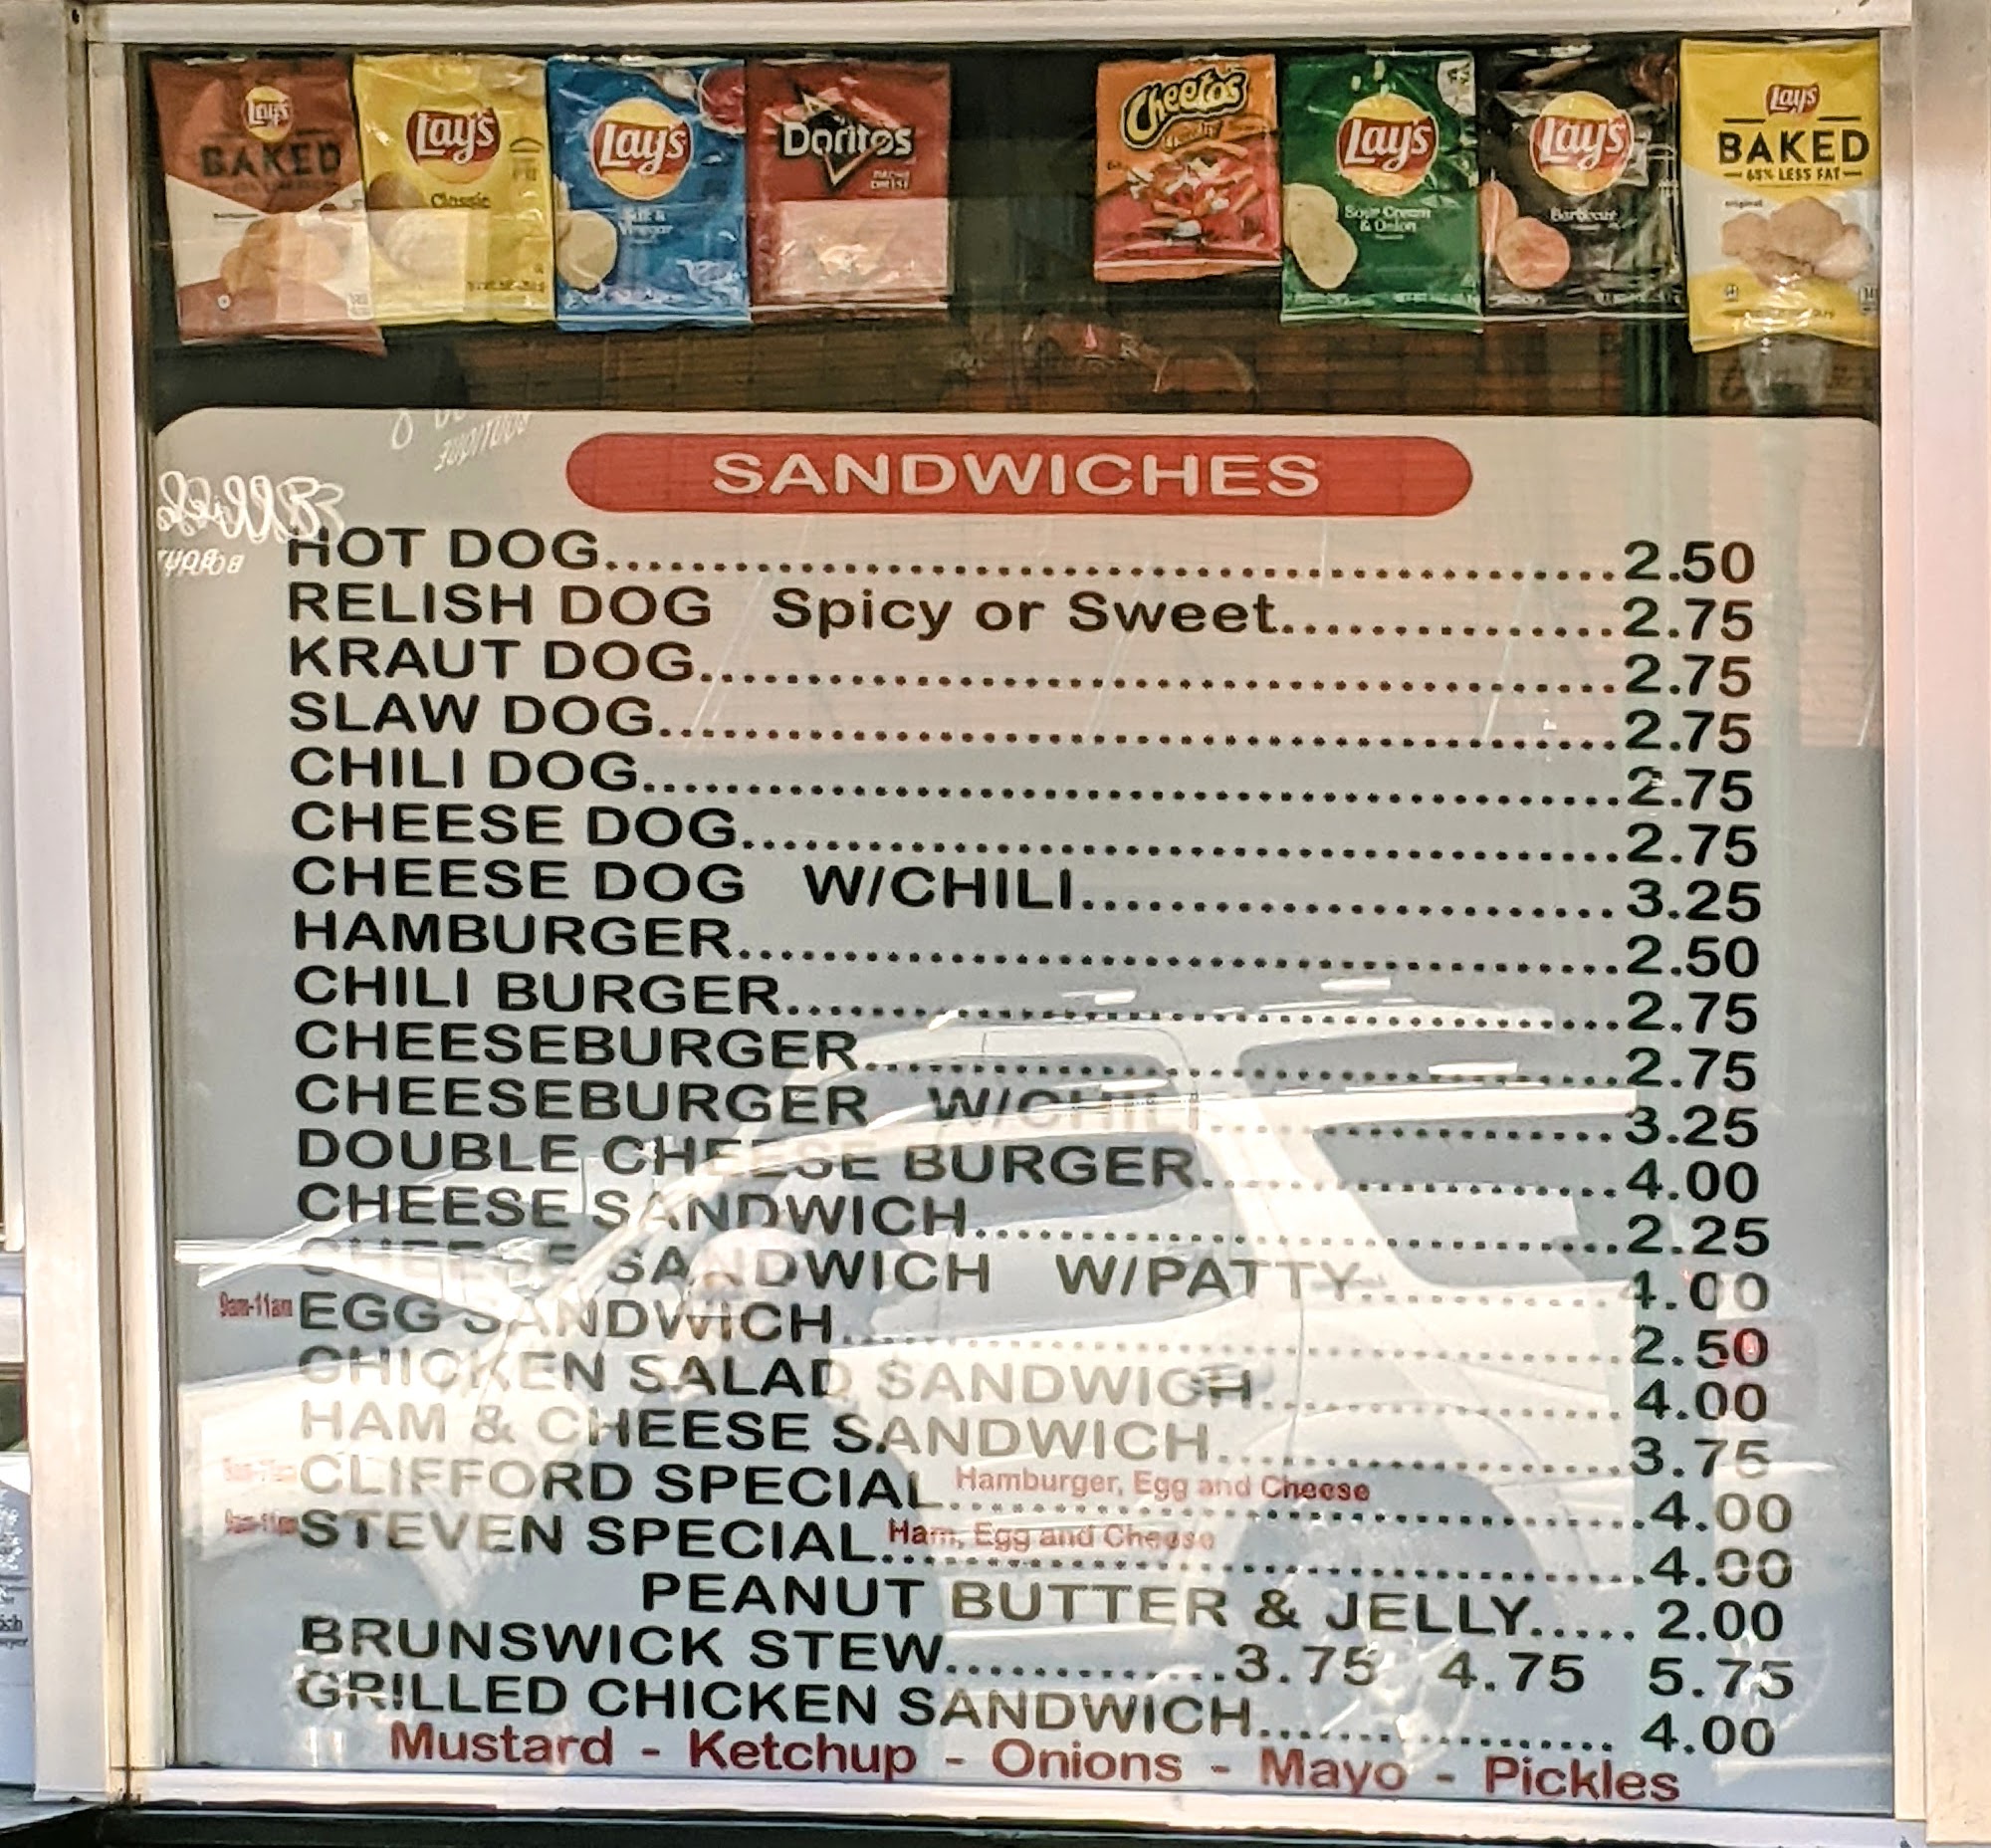 Lay's
BAKED
Lay's
Classic
Lay's
Salt &
Vinegar
Doritos
NACHO
CHEESE
Cheetos
Lay's
Sour Cream
& Onion
Lay's
Barbecue
Lay's
BAKED
65% LESS FAT
original
SANDWICHES
HOT DOG..........2.50
RELISH DOG Spicy or Sweet..........2.75
KRAUT DOG..........2.75
SLAW DOG..........2.75
CHILI DOG..........2.75
CHEESE DOG..........2.75
CHEESE DOG W/CHILI..........3.25
HAMBURGER..........2.50
CHILI BURGER..........2.75
CHEESEBURGER..........2.75
CHEESEBURGER W/CHILI..........3.25
DOUBLE CHEESE BURGER..........4.00
CHEESE SANDWICH..........2.25
CHEESE SANDWICH W/PATTY..........4.00
9am-11am EGG SANDWICH..........2.50
CHICKEN SALAD SANDWICH..........4.00
HAM & CHEESE SANDWICH..........3.75
CLIFFORD SPECIAL Hamburger, Egg and Cheese..........4.00
9am-11am STEVEN SPECIAL Ham, Egg and Cheese..........4.00
PEANUT BUTTER & JELLY..... 2.00
BRUNSWICK STEW..........3.75 4.75 5.75
GRILLED CHICKEN SANDWICH.......... 4.00
Mustard - Ketchup - Onions - Mayo - Pickles